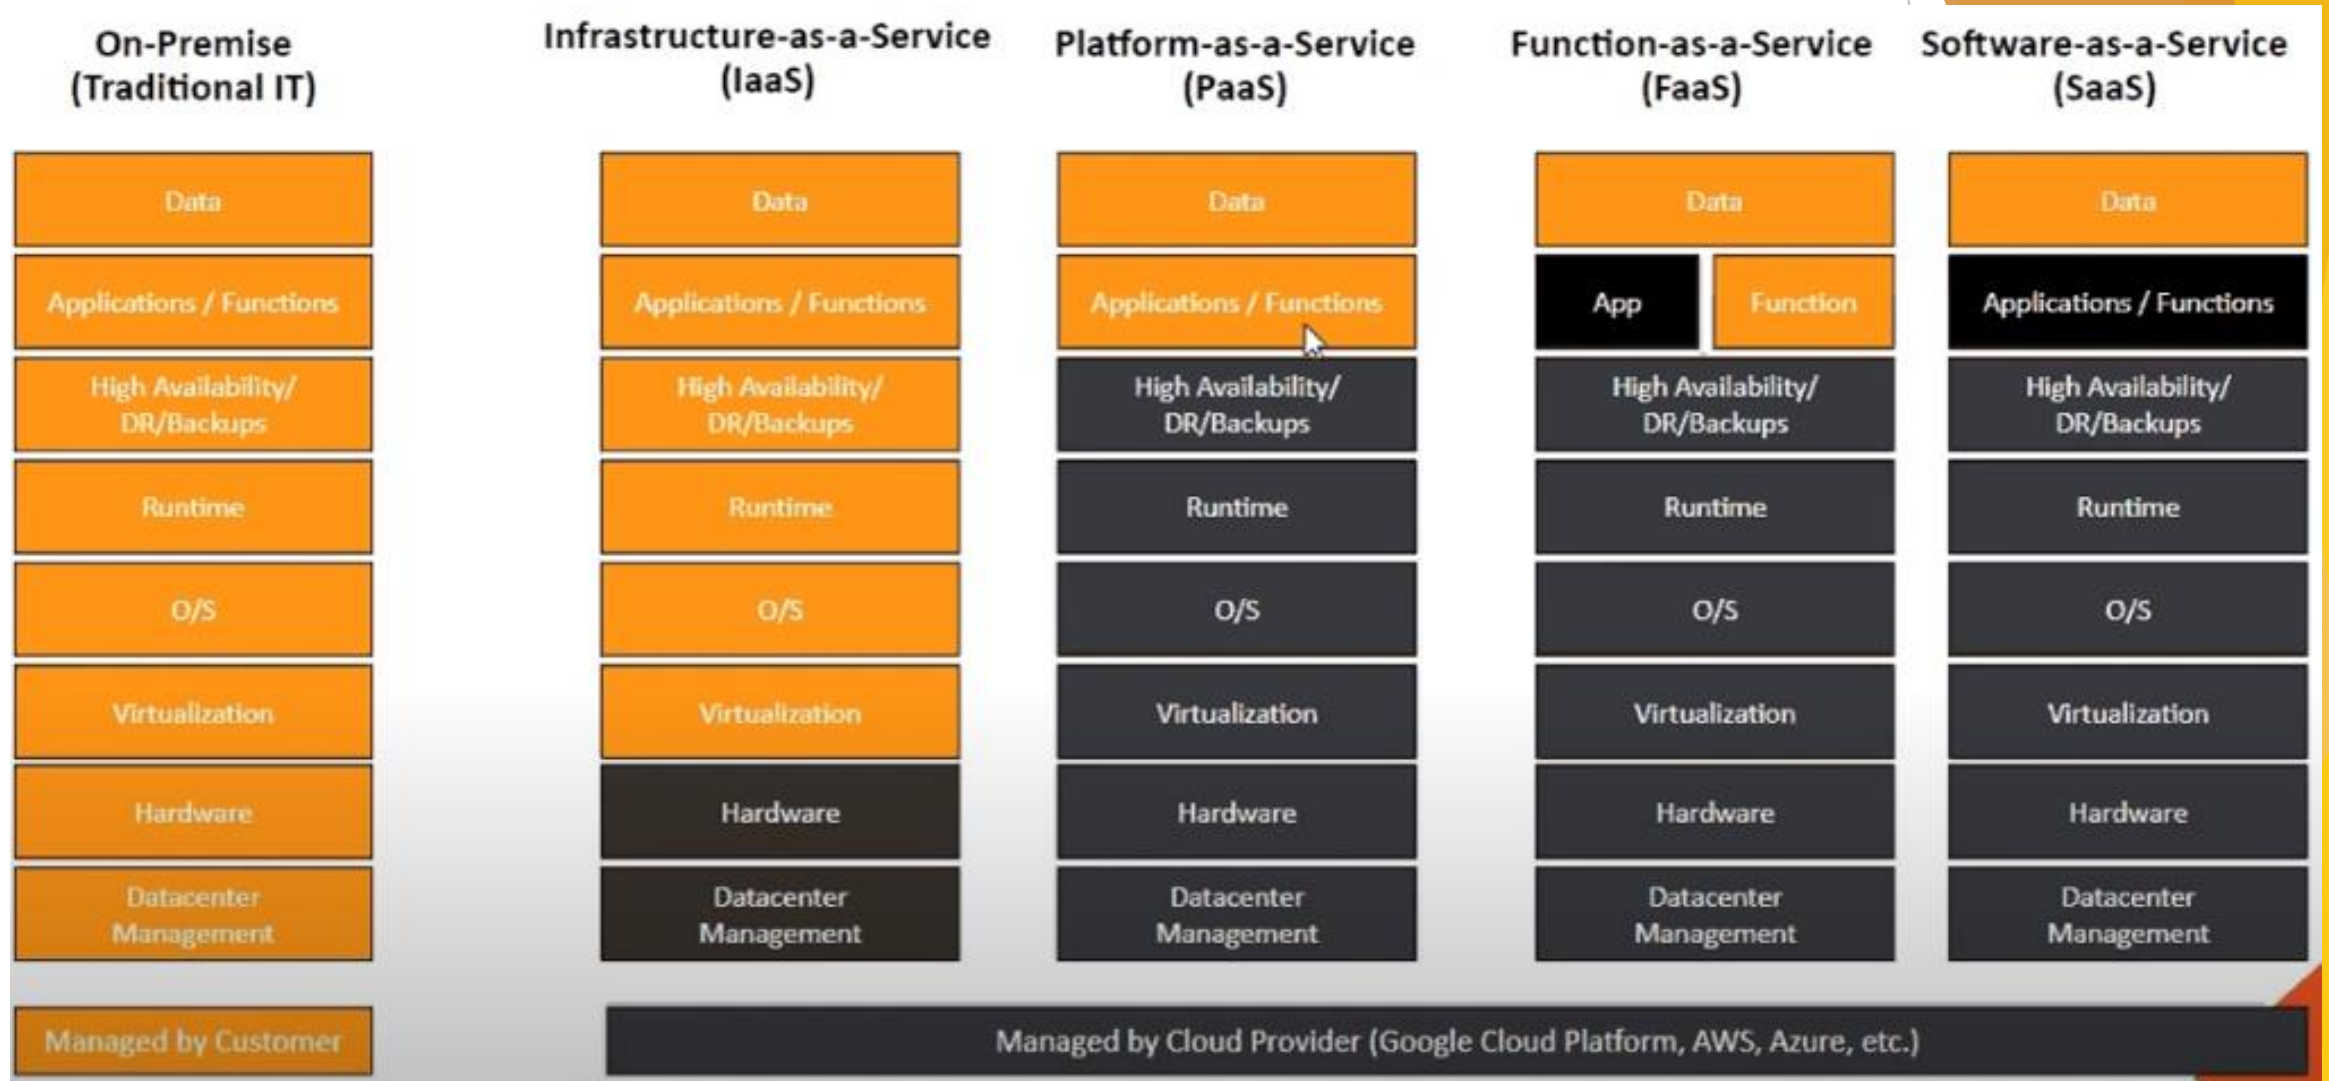 On-Premise
(Traditional IT)
Infrastructure-as-a-Service
(IaaS)
Platform-as-a-Service
(PaaS)
Function-as-a-Service
(FaaS)
Software-as-a-Service
(SaaS)
Data
Data
Data
Data
Data
Applications / Functions
Applications / Functions
Applications / Functions
App
Function
Applications / Functions
High Availability/
DR/Backups
High Availability/
DR/Backups
High Availability/
DR/Backups
High Availability/
DR/Backups
High Availability/
DR/Backups
Runtime
Runtime
Runtime
Runtime
Runtime
O/S
O/S
O/S
O/S
O/S
Virtualization
Virtualization
Virtualization
Virtualization
Virtualization
Hardware
Hardware
Hardware
Hardware
Hardware
Datacenter
Management
Datacenter
Management
Datacenter
Management
Datacenter
Management
Datacenter
Management
Managed by Customer
Managed by Cloud Provider (Google Cloud Platform, AWS, Azure, etc.)